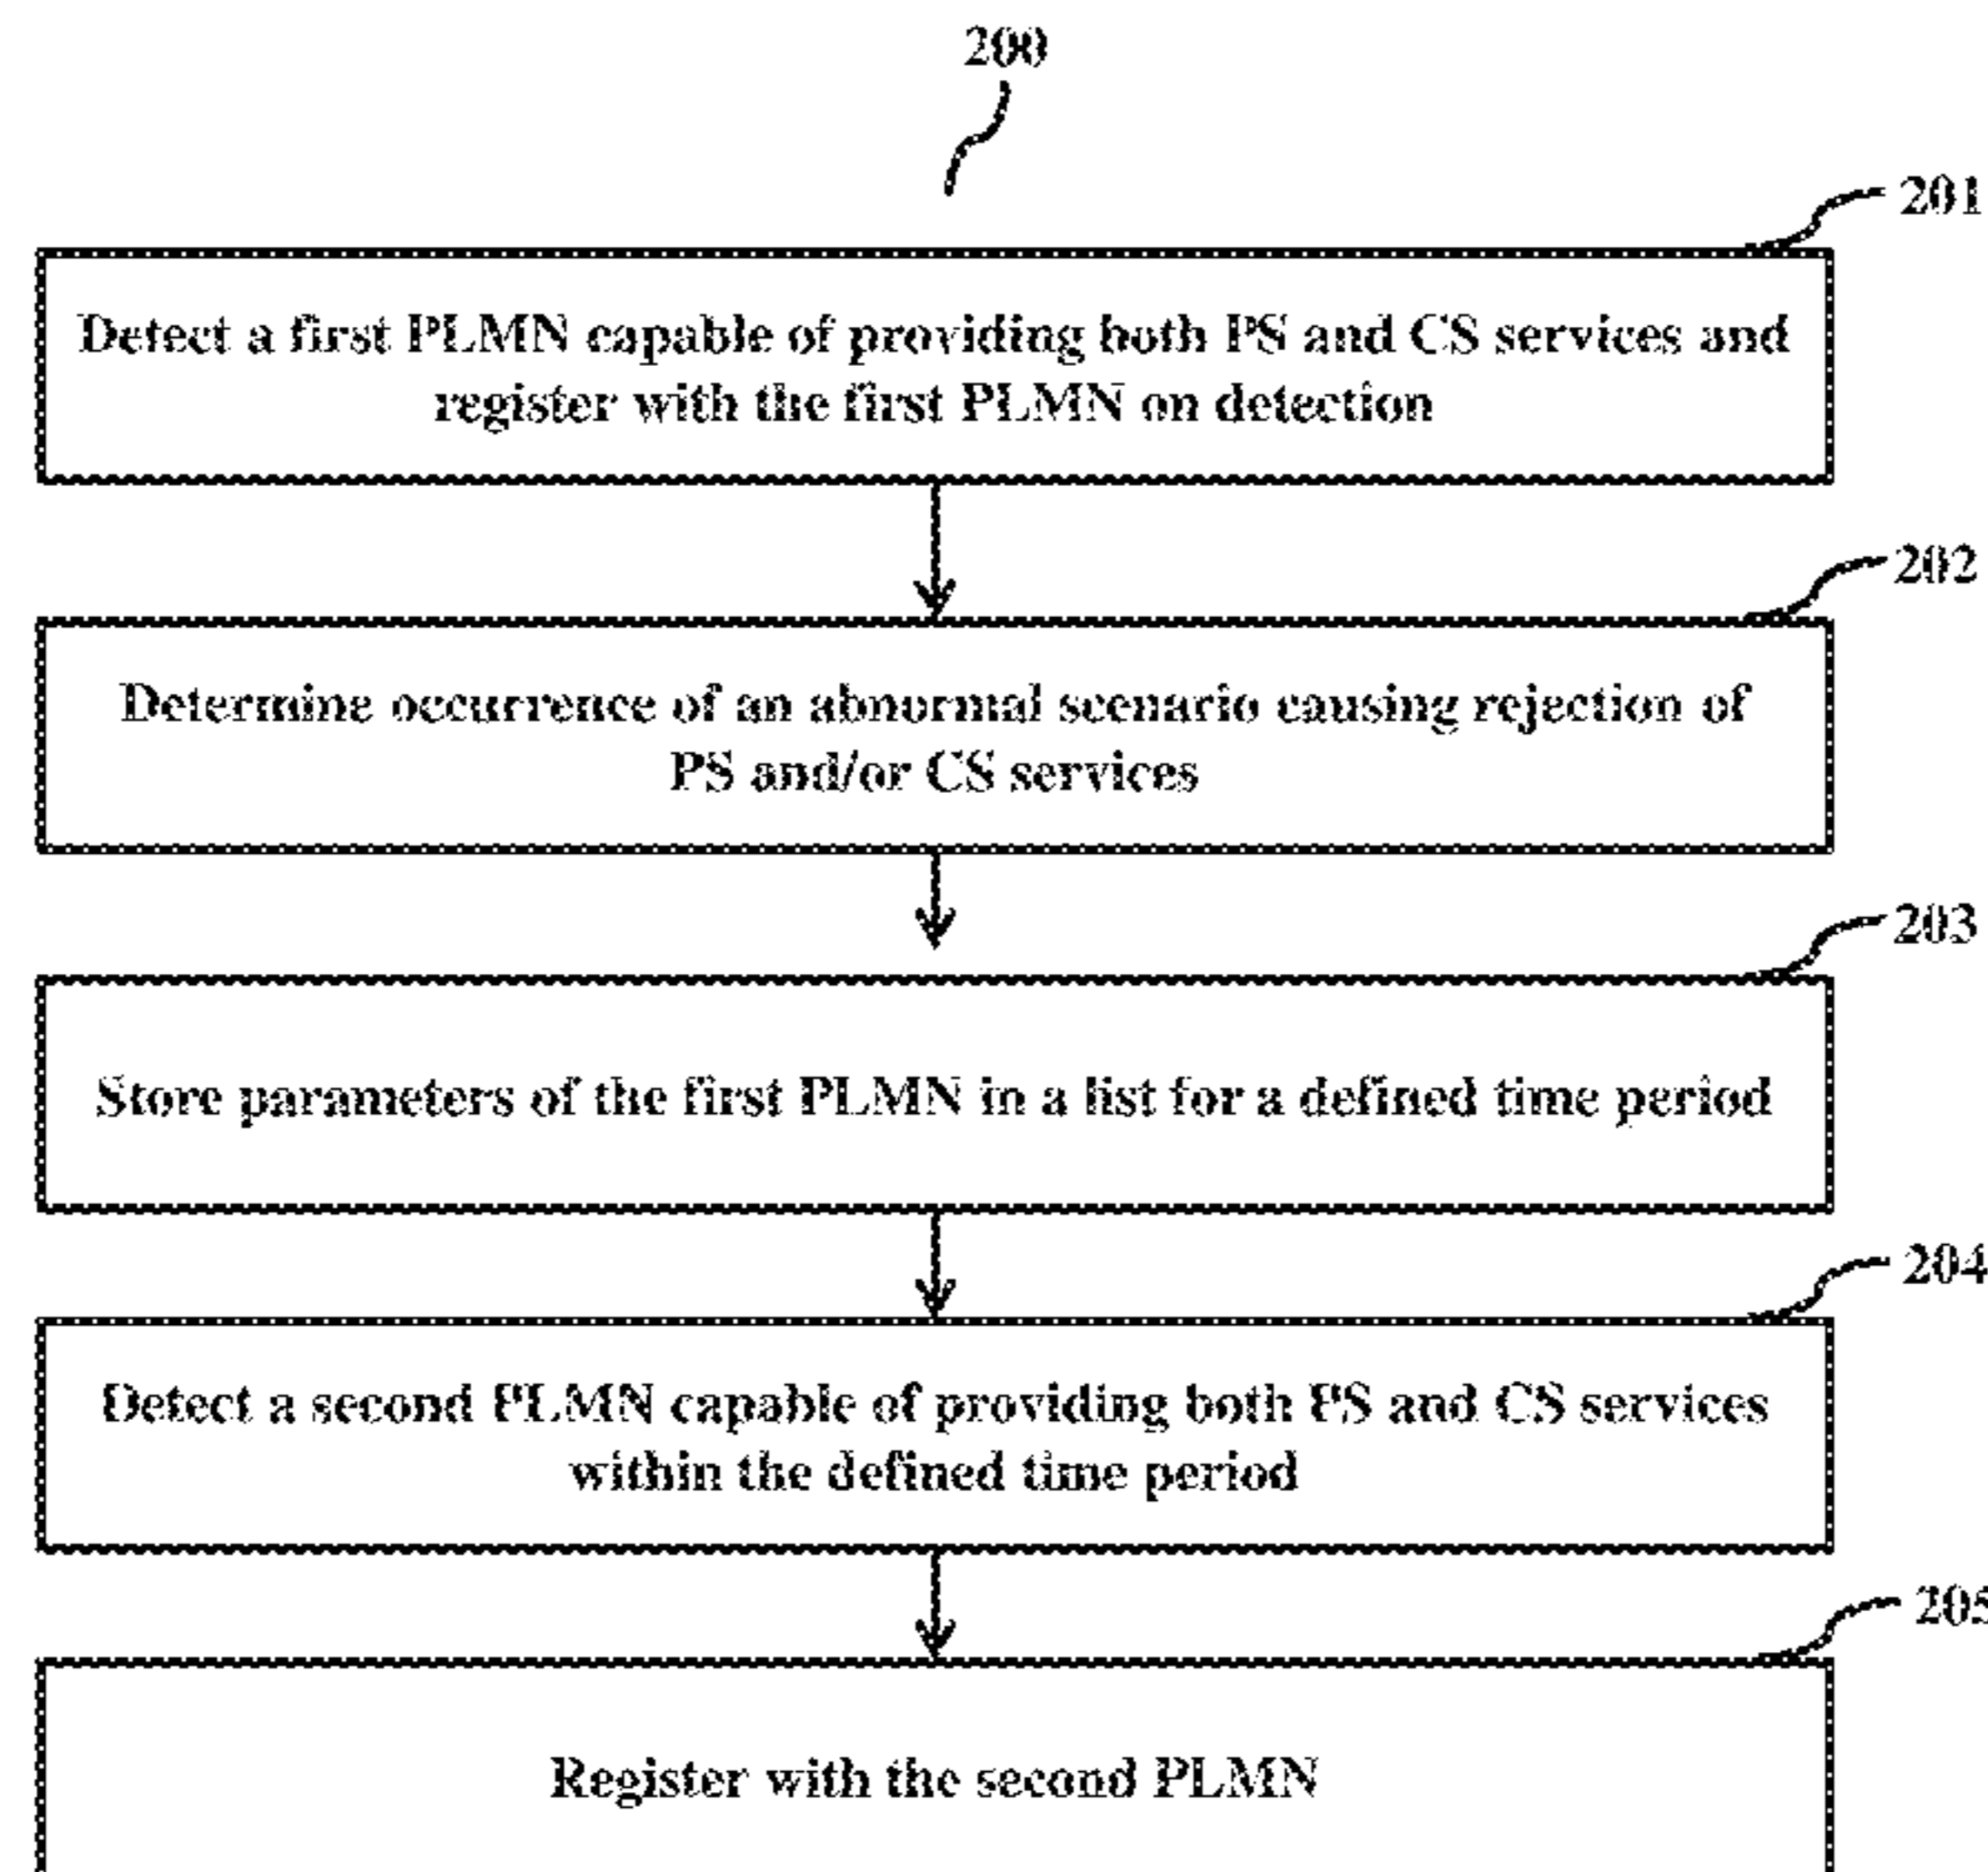 200
201
Detect a first PLMN capable of providing both PS and CS services and
register with the first PLMN on detection
202
Determine occurrence of an abnormal scenario causing rejection of
PS and/or CS services
203
Store parameters of the first PLMN in a list for a defined time period
204
Detect a second PLMN capable of providing both PS and CS services
within the defined time period
205
Register with the second PLMN